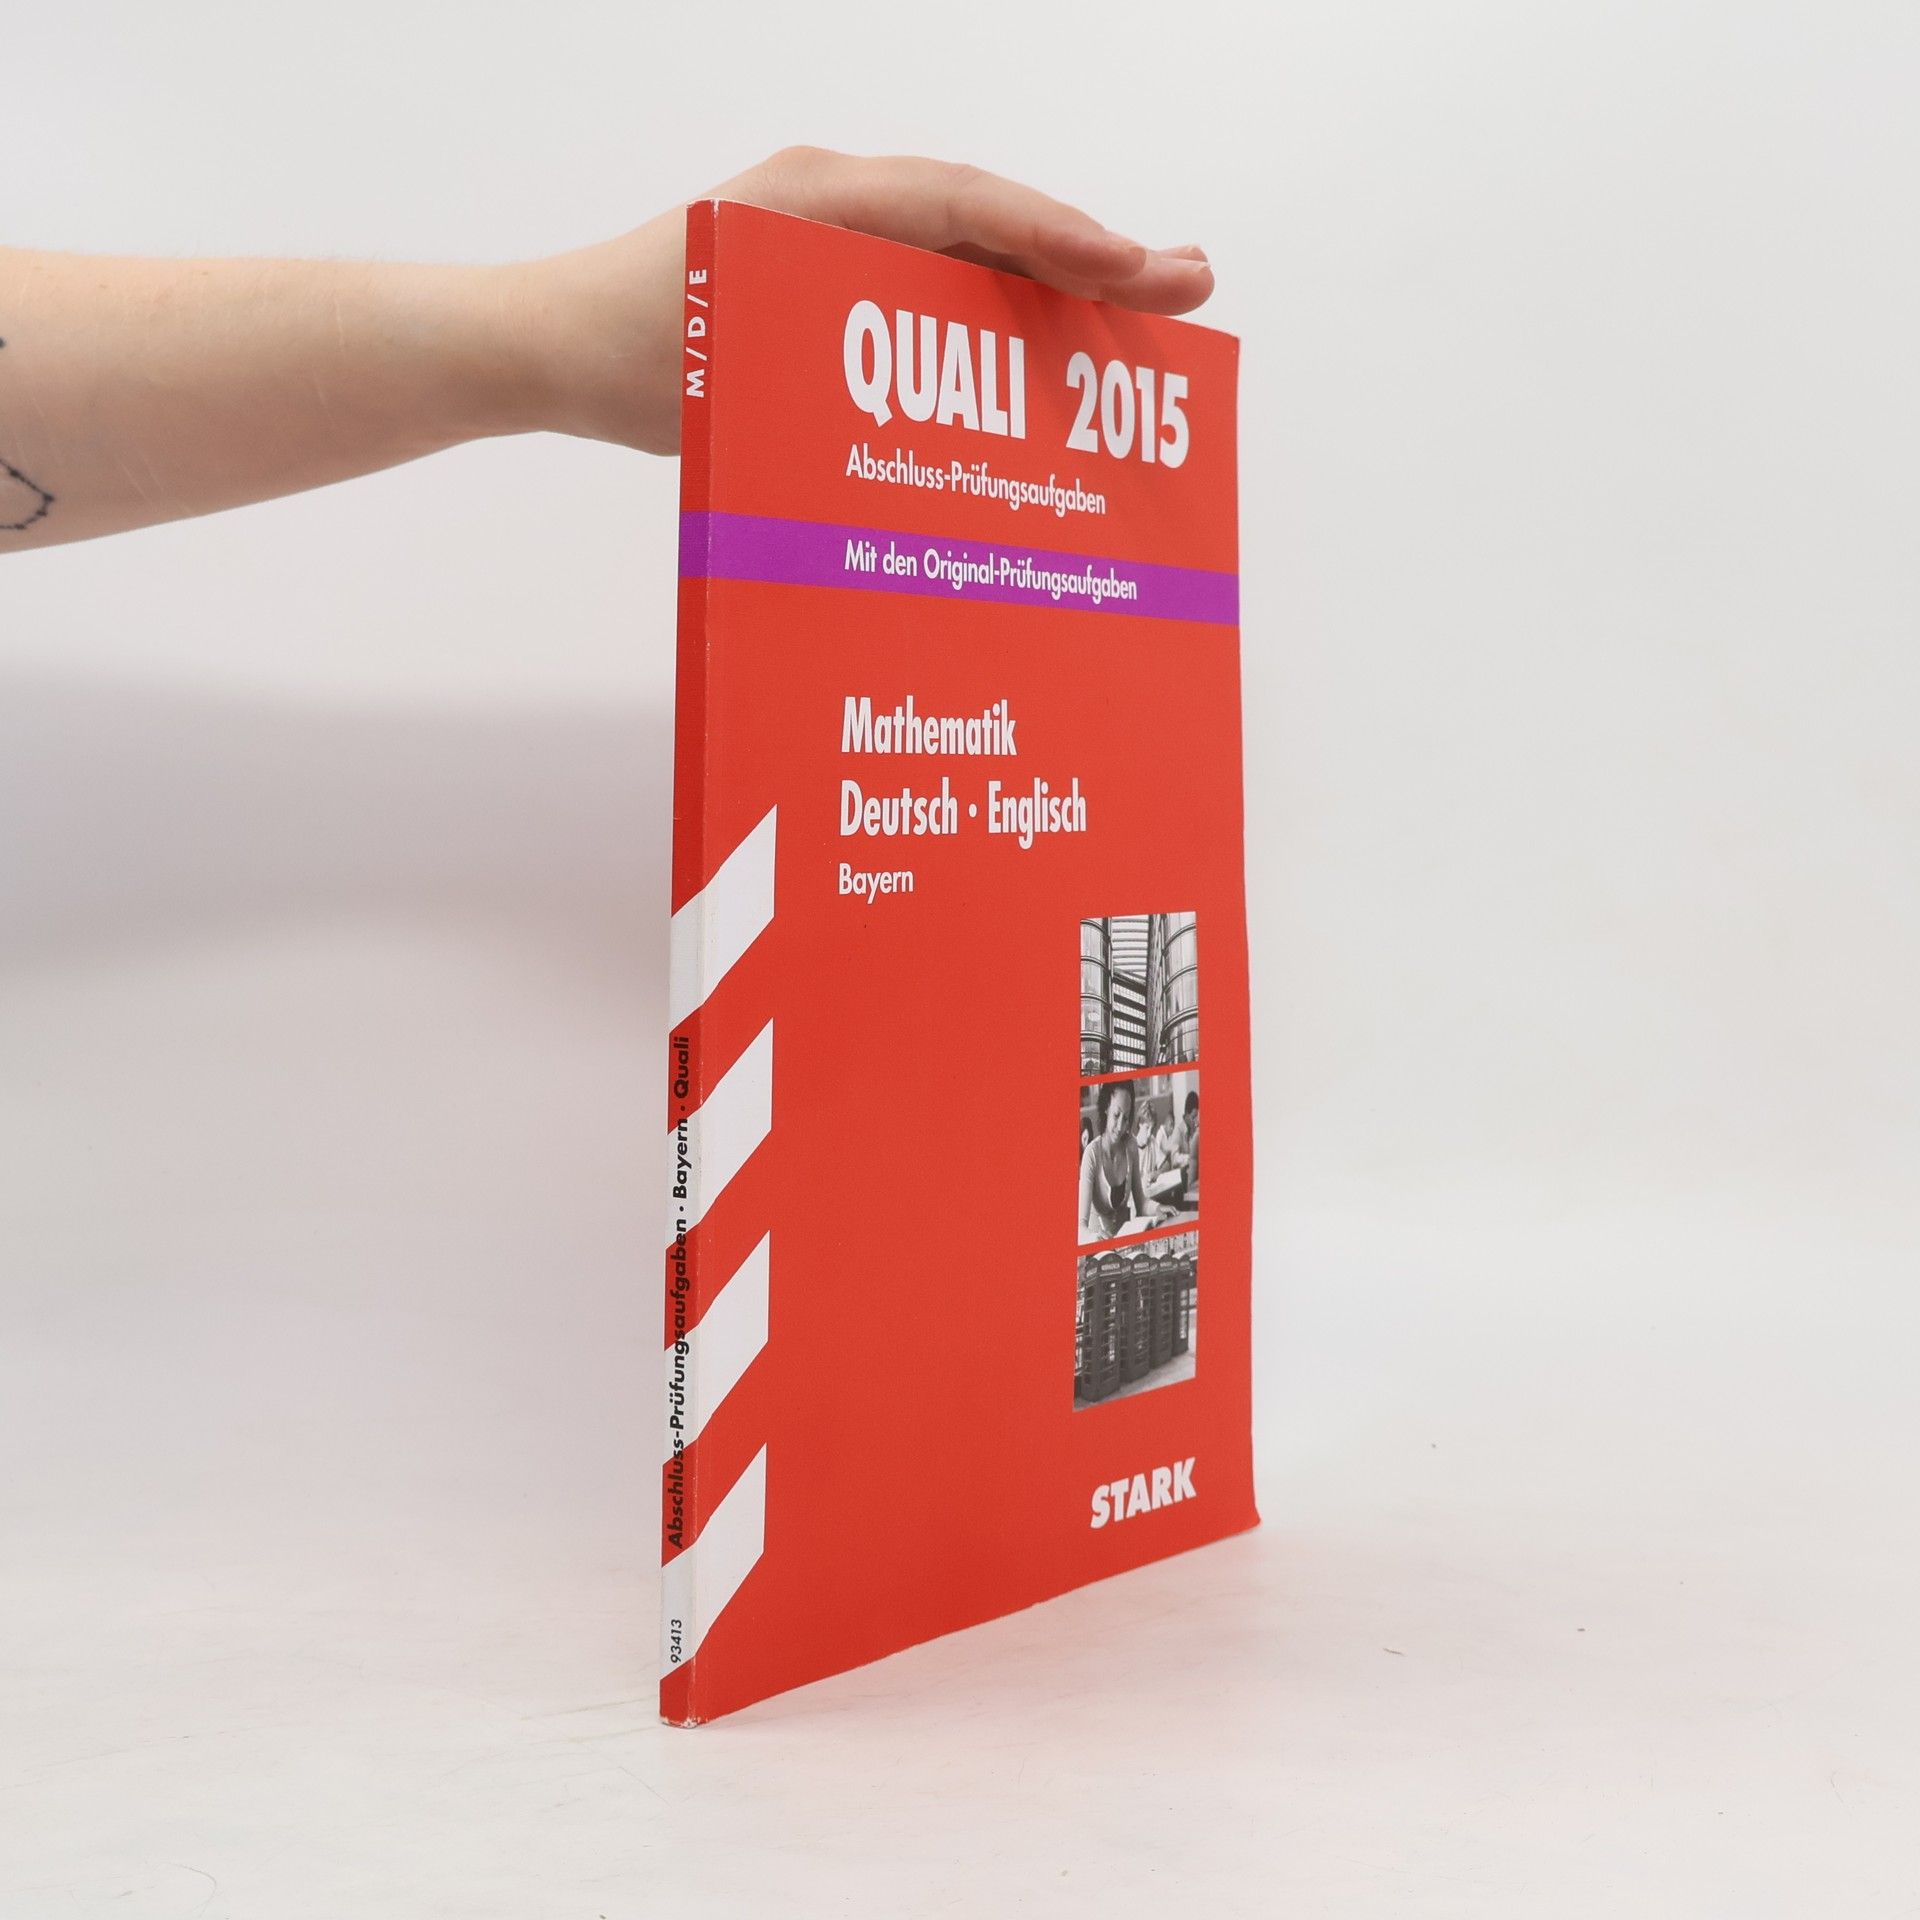 M / D / E
QUALI 2015
Abschluss-Prüfungsaufgaben
Mit den Original-Prüfungsaufgaben
Mathematik
Deutsch · Englisch
Bayern
STARK
Abschluss-Prüfungsaufgaben · Bayern · Quali
93413